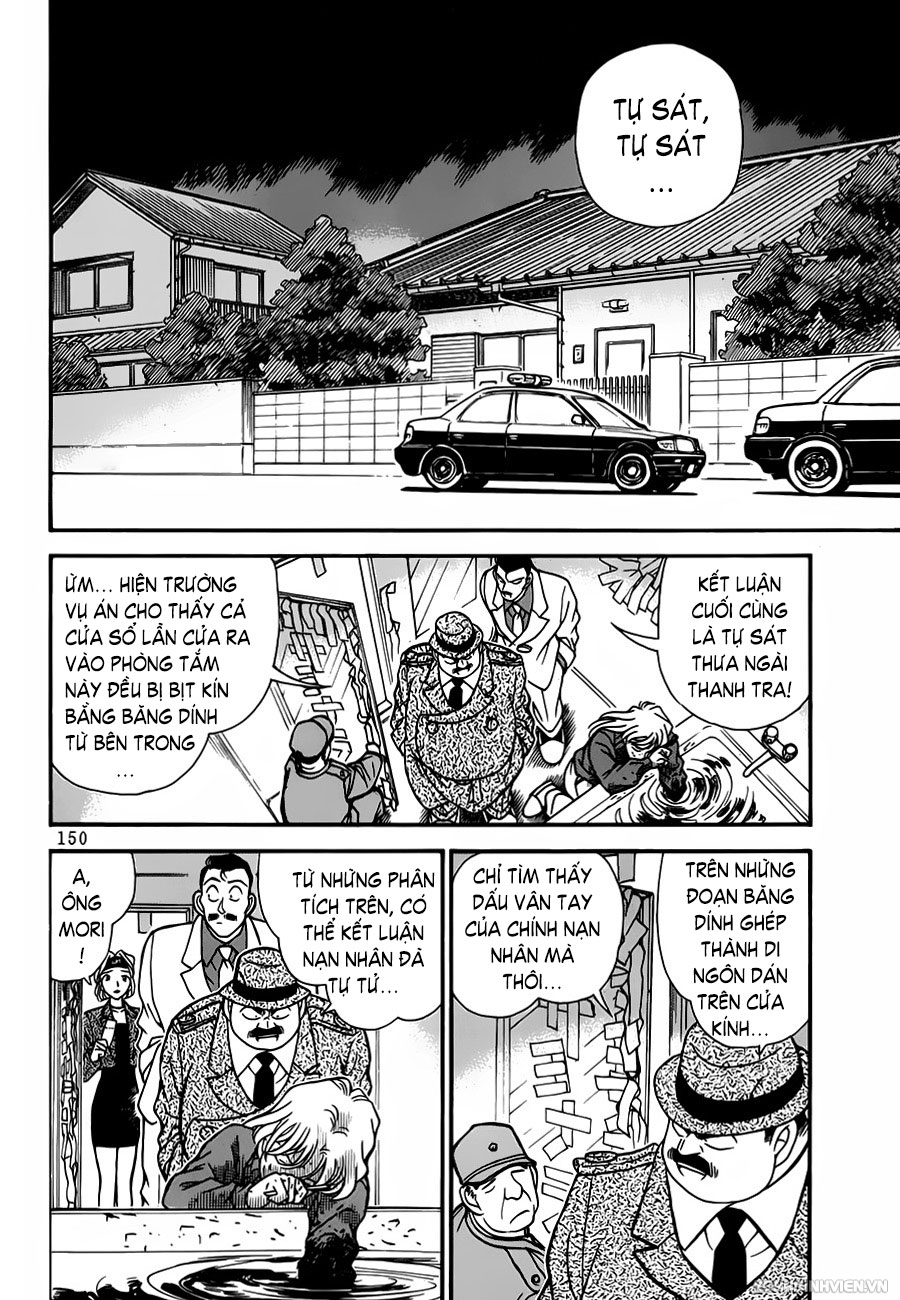 TỰ SÁT,
TỰ SÁT
...
KẾT LUẬN
CUỐI CÙNG
LÀ TỰ SÁT
THƯA NGÀI
THANH TRA!
ỪM... HIỆN TRƯỜNG
VỤ ÁN CHO THẤY CẢ
CỬA SỔ LẪN CỬA RA
VÀO PHÒNG TẮM
NÀY ĐỀU BỊ BỊT KÍN
BẰNG BĂNG DÍNH
TỪ BÊN TRONG
...
150
TRÊN NHỮNG
ĐOẠN BĂNG
DÍNH GHÉP
THÀNH DI
NGÔN DÁN
TRÊN CỬA
KÍNH...
CHỈ TÌM THẤY
DẤU VÂN TAY
CỦA CHÍNH NẠN
NHÂN MÀ
THÔI...
TỪ NHỮNG PHÂN
TÍCH TRÊN, CÓ
THỂ KẾT LUẬN
NẠN NHÂN ĐÃ
TỰ TỬ...
A,
ÔNG
MORI
!